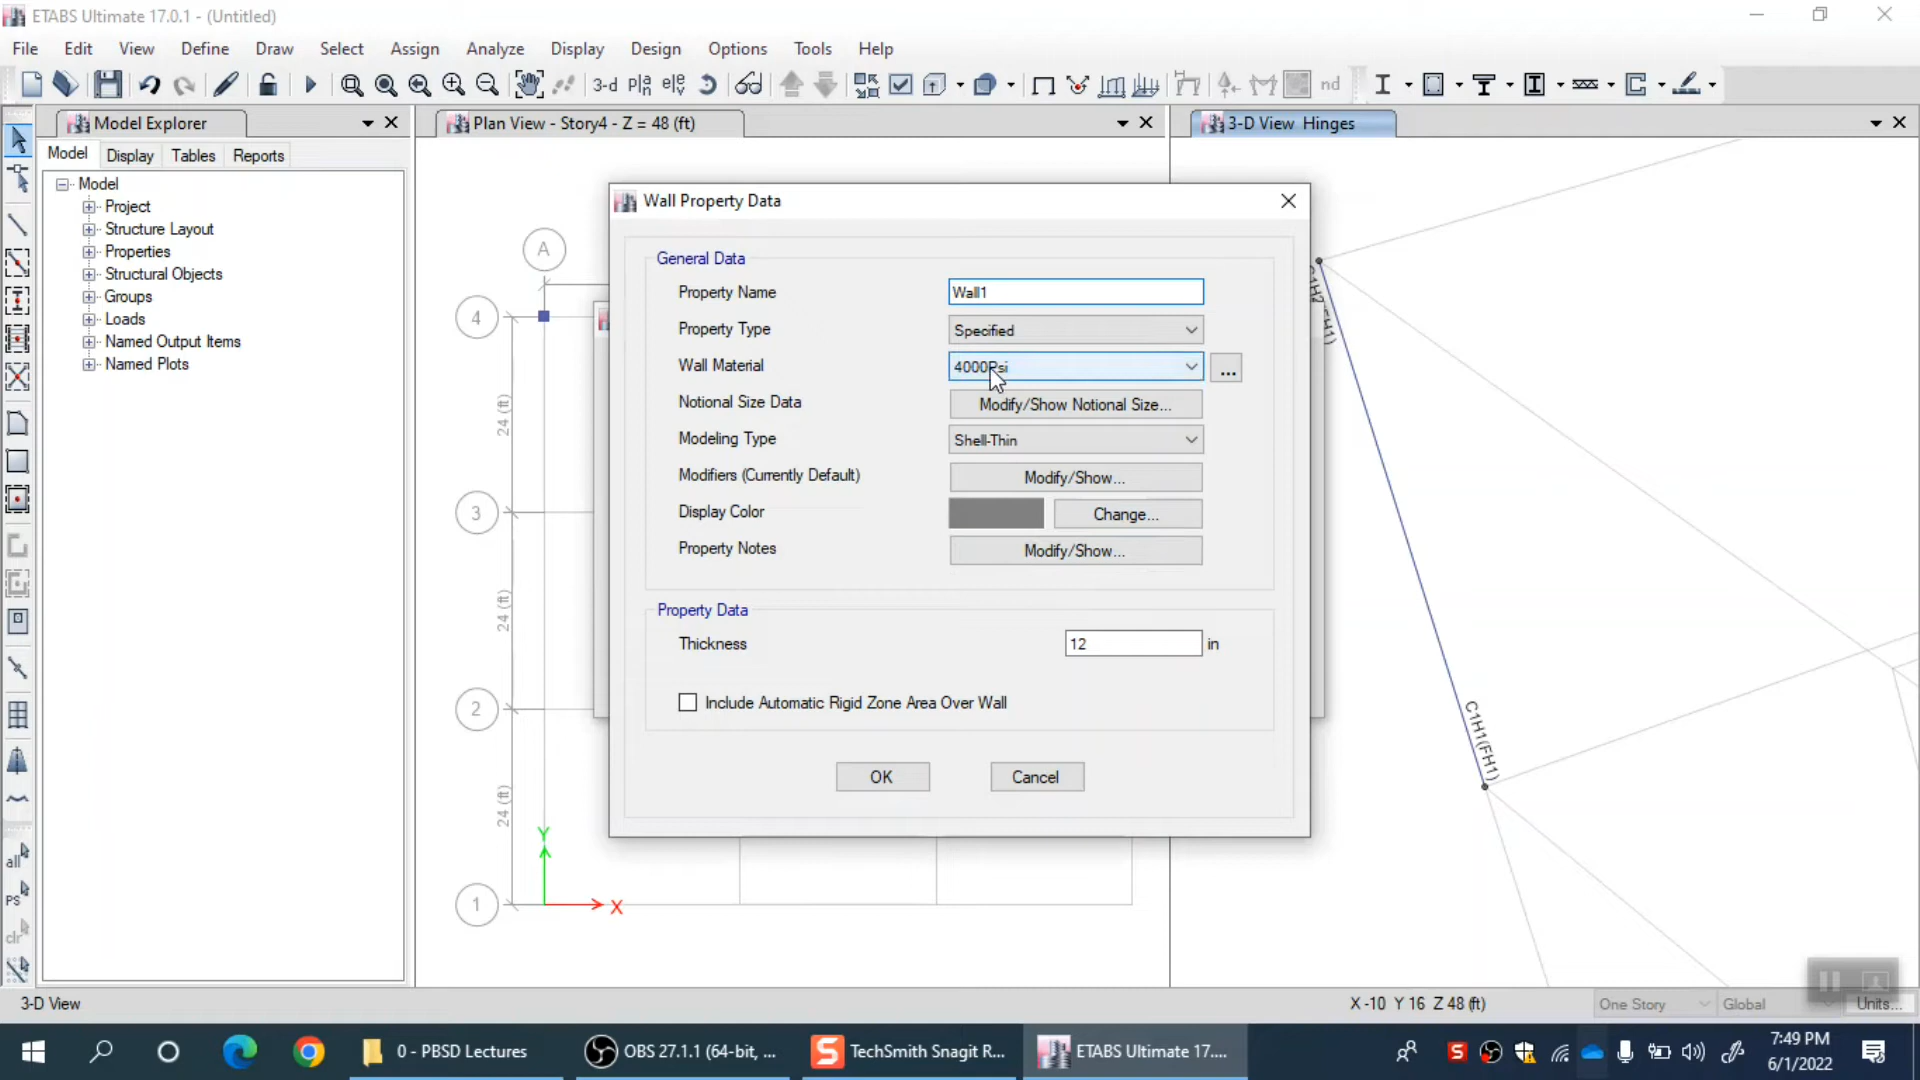 ETABS Ultimate 17.0.1 - (Untitled)
File Edit View Define Draw Select Assign Analyze Display Design Options Tools Help
3-d nd
Model Explorer
Plan View - Story4 - Z = 48 (ft)
3-D View Hinges
Model Display Tables Reports
Model
Project
Structure Layout
Properties
Structural Objects
Groups
Loads
Named Output Items
Named Plots
A
4
3
2
1
24 (ft)
24 (ft)
24 (ft)
Y
X
Wall Property Data
General Data
Property Name Wall1
Property Type Specified
Wall Material 4000Psi ...
Notional Size Data Modify/Show Notional Size...
Modeling Type Shell-Thin
Modifiers (Currently Default) Modify/Show...
Display Color Change...
Property Notes Modify/Show...
Property Data
Thickness 12 in
Include Automatic Rigid Zone Area Over Wall
OK Cancel
C1H1(FH1)
all
ps
clr
3-D View
X -10 Y 16 Z 48 (ft)
One Story Global Units...
0 - PBSD Lectures
OBS 27.1.1 (64-bit, ...
TechSmith Snagit R...
ETABS Ultimate 17....
7:49 PM
6/1/2022